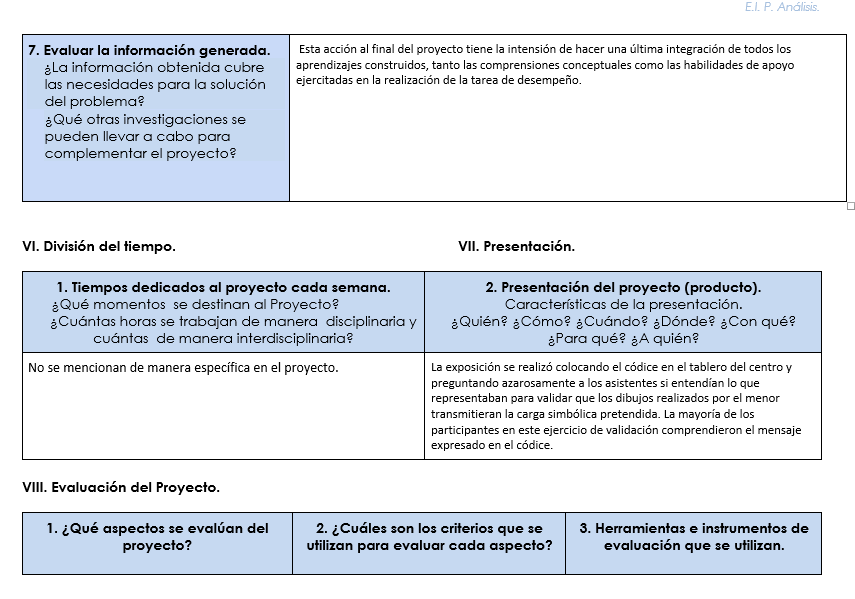 E.I. P. Análisis.
7. Evaluar la información generada.
¿La información obtenida cubre
las necesidades para la solución
del problema?
¿Qué otras investigaciones se
pueden llevar a cabo para
complementar el proyecto?
Esta acción al final del proyecto tiene la intensión de hacer una última integración de todos los
aprendizajes construidos, tanto las comprensiones conceptuales como las habilidades de apoyo
ejercitadas en la realización de la tarea de desempeño.
VI. División del tiempo.
VII. Presentación.
1. Tiempos dedicados al proyecto cada semana.
¿Qué momentos se destinan al Proyecto?
¿Cuántas horas se trabajan de manera disciplinaria y
cuántas de manera interdisciplinaria?
2. Presentación del proyecto (producto).
Características de la presentación.
¿Quién? ¿Cómo? ¿Cuándo? ¿Dónde? ¿Con qué?
¿Para qué? ¿A quién?
No se mencionan de manera específica en el proyecto.
La exposición se realizó colocando el códice en el tablero del centro y
preguntando azarosamente a los asistentes si entendían lo que
representaban para validar que los dibujos realizados por el menor
transmitieran la carga simbólica pretendida. La mayoría de los
participantes en este ejercicio de validación comprendieron el mensaje
expresado en el códice.
VIII. Evaluación del Proyecto.
1. ¿Qué aspectos se evalúan del
proyecto?
2. ¿Cuáles son los criterios que se
utilizan para evaluar cada aspecto?
3. Herramientas e instrumentos de
evaluación que se utilizan.